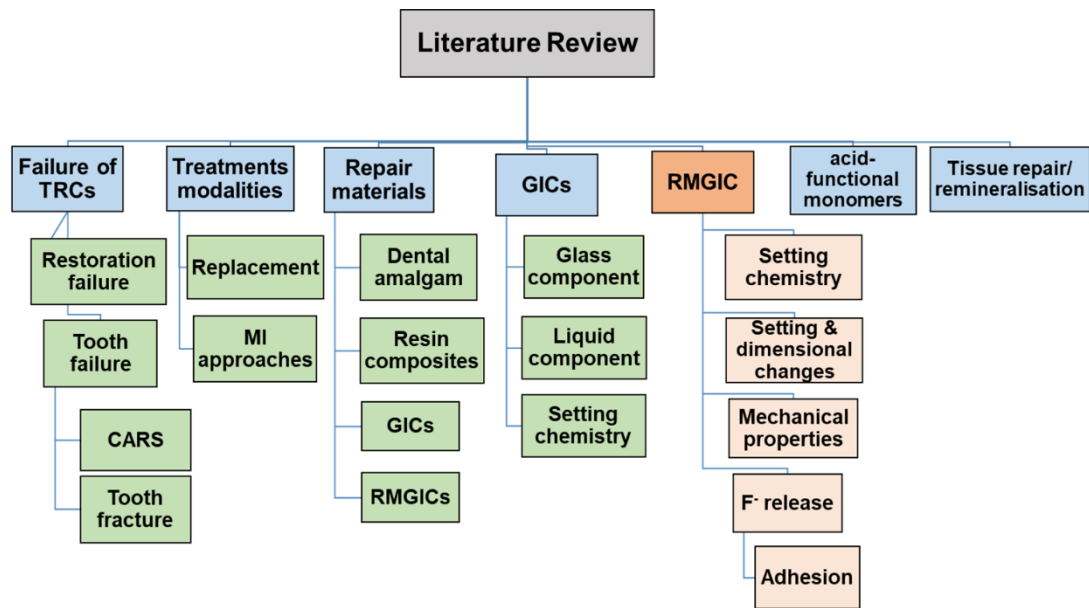 Literature Review
Failure of
TRCs
Treatments
modalities
Repair
materials
GICs
RMGIC
acid-
functional
monomers
Tissue repair/
remineralisation
Restoration
failure
Tooth
failure
CARS
Tooth
fracture
Replacement
MI
approaches
Dental
amalgam
Resin
composites
GICs
RMGICs
Glass
component
Liquid
component
Setting
chemistry
Setting
chemistry
Setting &
dimensional
changes
Mechanical
properties
F⁻ release
Adhesion